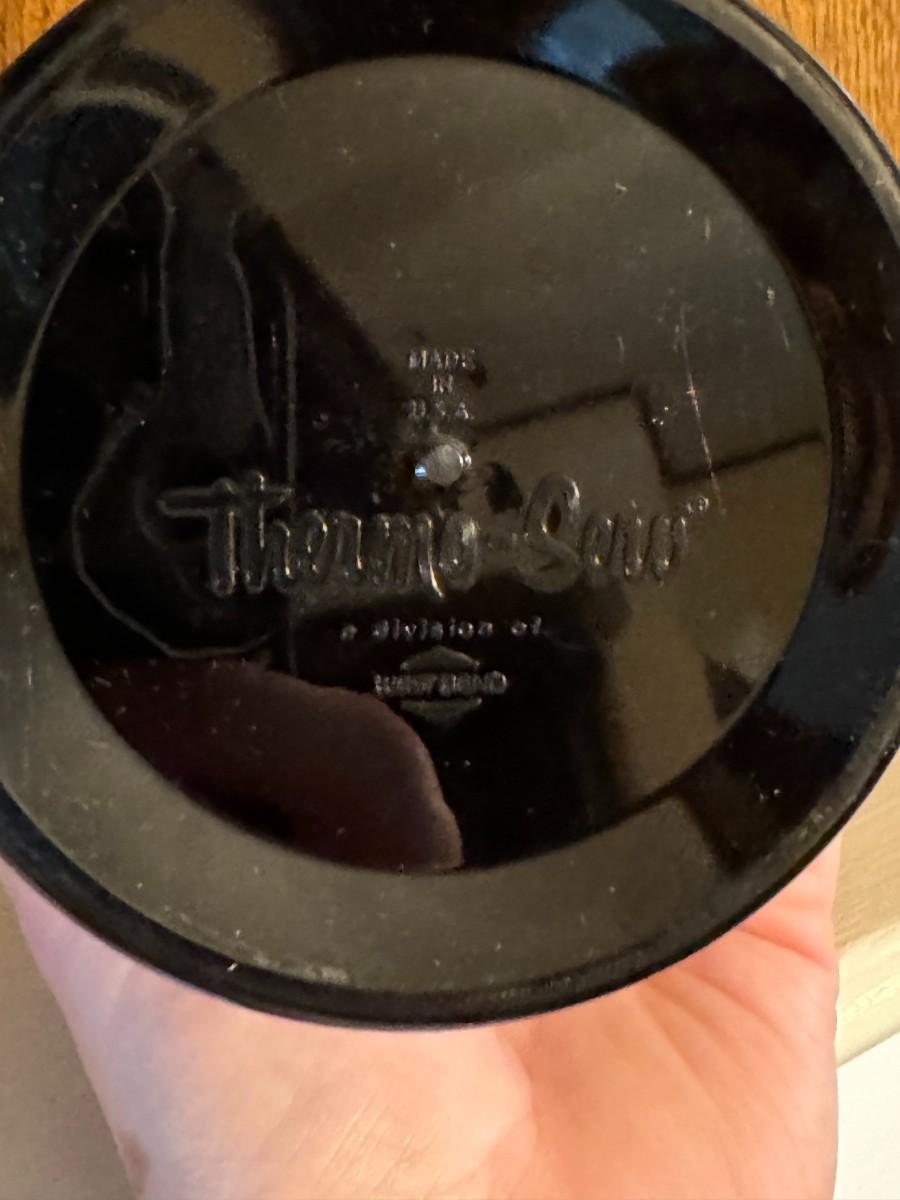 MADE
IN
U.S.A.
Thermo-Serv
a division of
WEST BEND